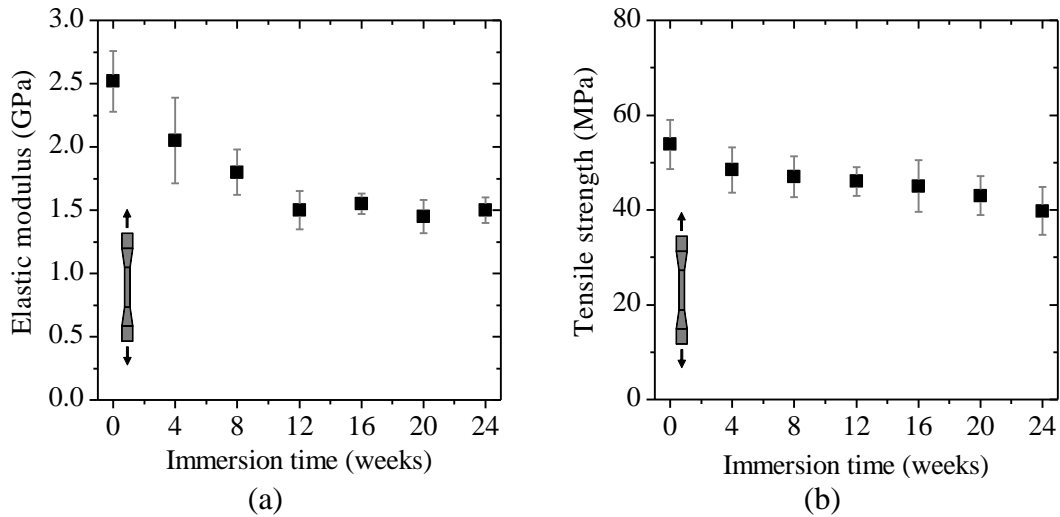 3.0
2.5
2.0
1.5
1.0
0.5
0.0
Elastic modulus (GPa)
0 4 8 12 16 20 24
Immersion time (weeks)
(a)
80
60
40
20
0
Tensile strength (MPa)
0 4 8 12 16 20 24
Immersion time (weeks)
(b)